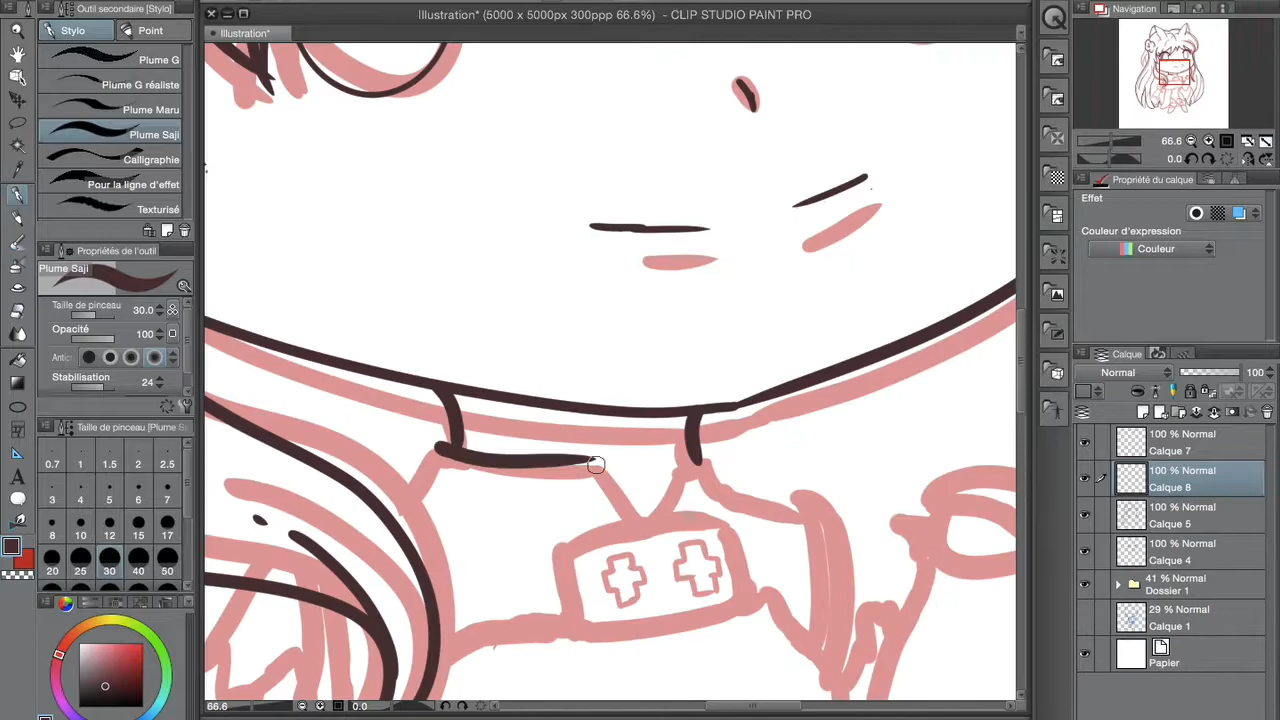 Outil secondaire [Stylo]
Stylo
Point
Plume G
Plume G réaliste
Plume Maru
Plume Saji
Calligraphie
Pour la ligne d'effet
Texturisé
Propriétés de l'outil
Plume Saji
Taille de pinceau 30.0
Opacité 100
Antic
Stabilisation 24
Taille de pinceau [Plume S
0.7 1 1.5 2 2.5
3 4 5 6 7
8 10 12 15 17
20 25 30 40 50
Illustration* (5000 x 5000px 300ppp 66.6%) - CLIP STUDIO PAINT PRO
Illustration*
66.6 0.0
Navigation
66.6
0.0
Propriété du calque
Effet
Couleur d'expression
Couleur
Calque
Normal 100
100 % Normal
Calque 7
100 % Normal
Calque 8
100 % Normal
Calque 5
100 % Normal
Calque 4
41 % Normal
Dossier 1
29 % Normal
Calque 1
Papier